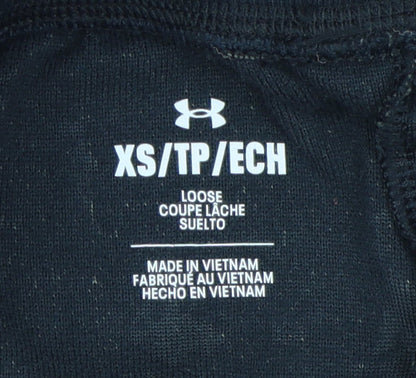 XS/TP/ECH
LOOSE
COUPE LÂCHE
SUELTO
MADE IN VIETNAM
FABRIQUÉ AU VIETNAM
HECHO EN VIETNAM